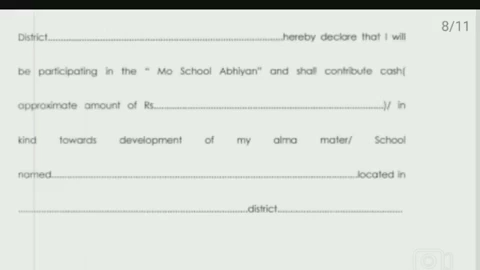 8/11
District..................................................................hereby declare that I will
be participating in the “ Mo School Abhiyan” and shall contribute cash(
approximate amount of Rs..................................................................)/ in
kind towards development of my alma mater/ School
named..................................................................located in
..................................................................district..................................................................